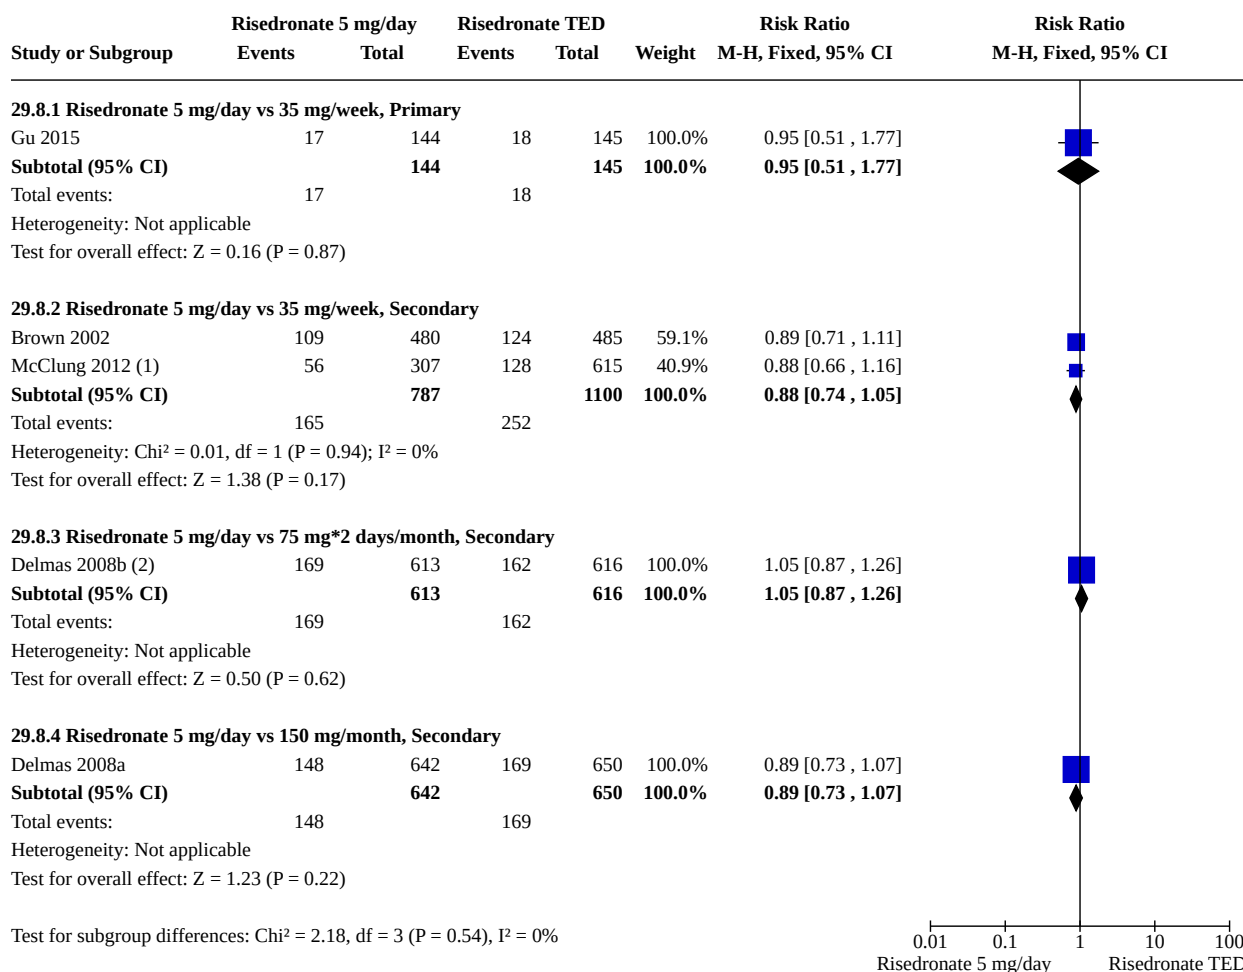 Risedronate 5 mg/day Risedronate TED Risk Ratio Risk Ratio
Study or Subgroup Events Total Events Total Weight M-H, Fixed, 95% CI M-H, Fixed, 95% CI
29.8.1 Risedronate 5 mg/day vs 35 mg/week, Primary
Gu 2015 17 144 18 145 100.0% 0.95 [0.51 , 1.77]
Subtotal (95% CI) 144 145 100.0% 0.95 [0.51 , 1.77]
Total events: 17 18
Heterogeneity: Not applicable
Test for overall effect: Z = 0.16 (P = 0.87)
29.8.2 Risedronate 5 mg/day vs 35 mg/week, Secondary
Brown 2002 109 480 124 485 59.1% 0.89 [0.71 , 1.11]
McClung 2012 (1) 56 307 128 615 40.9% 0.88 [0.66 , 1.16]
Subtotal (95% CI) 787 1100 100.0% 0.88 [0.74 , 1.05]
Total events: 165 252
Heterogeneity: Chi² = 0.01, df = 1 (P = 0.94); I² = 0%
Test for overall effect: Z = 1.38 (P = 0.17)
29.8.3 Risedronate 5 mg/day vs 75 mg*2 days/month, Secondary
Delmas 2008b (2) 169 613 162 616 100.0% 1.05 [0.87 , 1.26]
Subtotal (95% CI) 613 616 100.0% 1.05 [0.87 , 1.26]
Total events: 169 162
Heterogeneity: Not applicable
Test for overall effect: Z = 0.50 (P = 0.62)
29.8.4 Risedronate 5 mg/day vs 150 mg/month, Secondary
Delmas 2008a 148 642 169 650 100.0% 0.89 [0.73 , 1.07]
Subtotal (95% CI) 642 650 100.0% 0.89 [0.73 , 1.07]
Total events: 148 169
Heterogeneity: Not applicable
Test for overall effect: Z = 1.23 (P = 0.22)
Test for subgroup differences: Chi² = 2.18, df = 3 (P = 0.54), I² = 0%
0.01 0.1 1 10 100
Risedronate 5 mg/day Risedronate TED